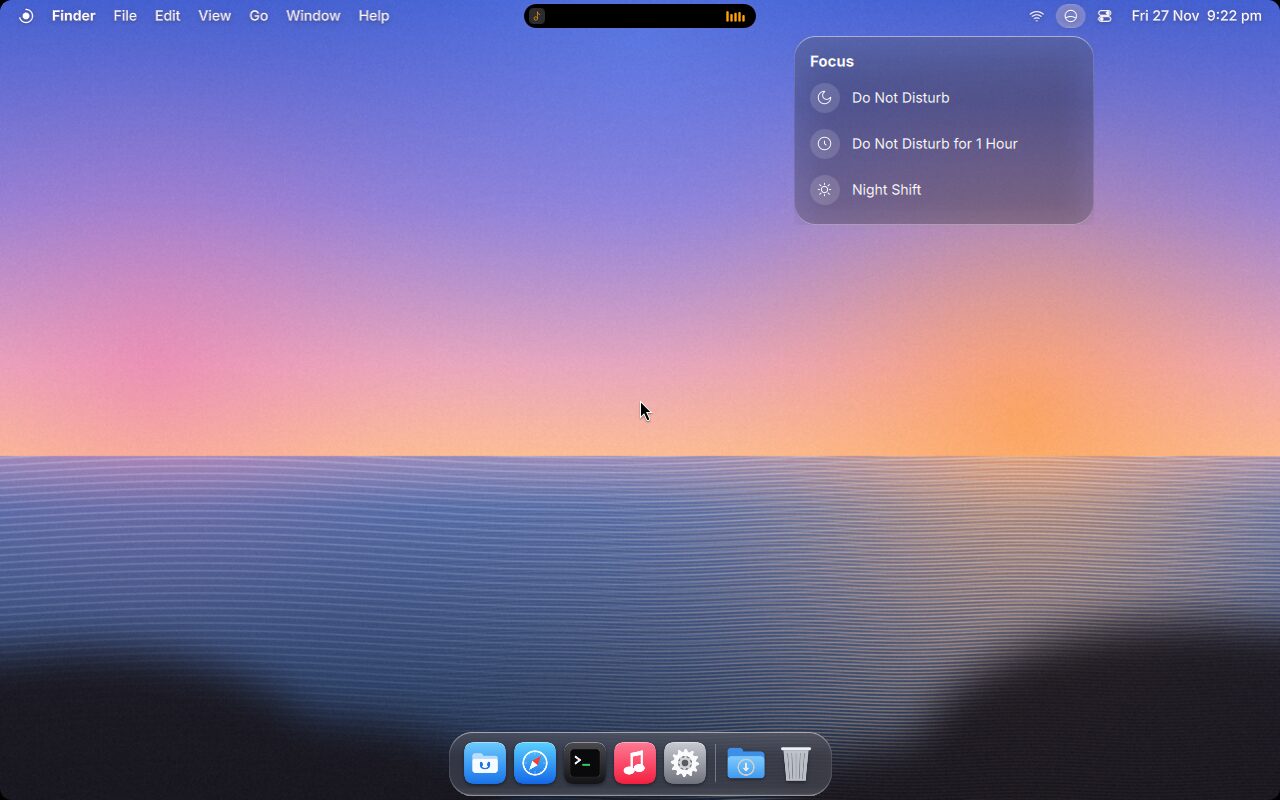 Finder File Edit View Go Window Help Fri 27 Nov 9:22 pm
Focus
Do Not Disturb
Do Not Disturb for 1 Hour
Night Shift